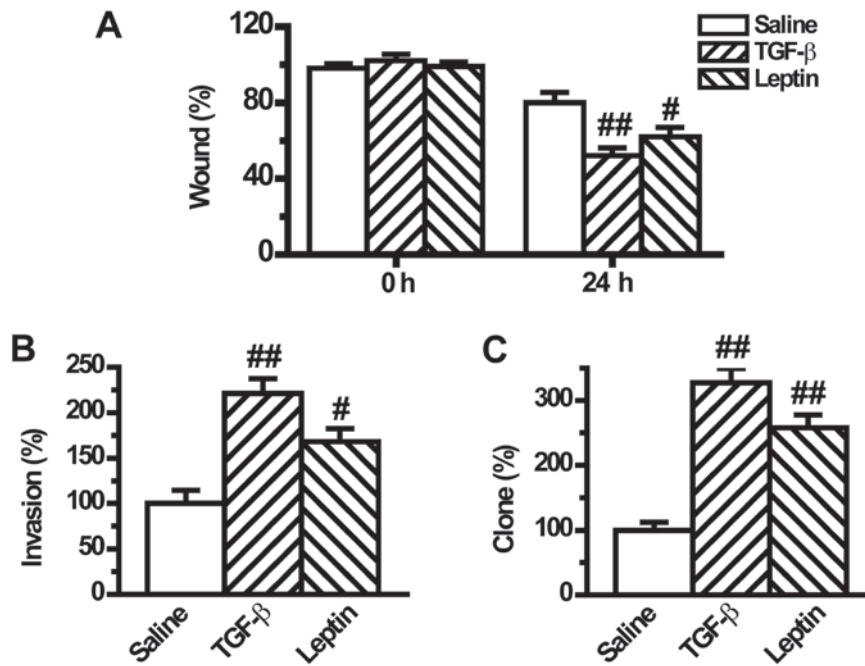 A
Wound (%)
120
80
40
0
0 h
24 h
##
#
Saline
TGF-β
Leptin
B
Invasion (%)
250
200
150
100
50
0
##
#
Saline
TGF-β
Leptin
C
Clone (%)
300
200
100
0
##
##
Saline
TGF-β
Leptin